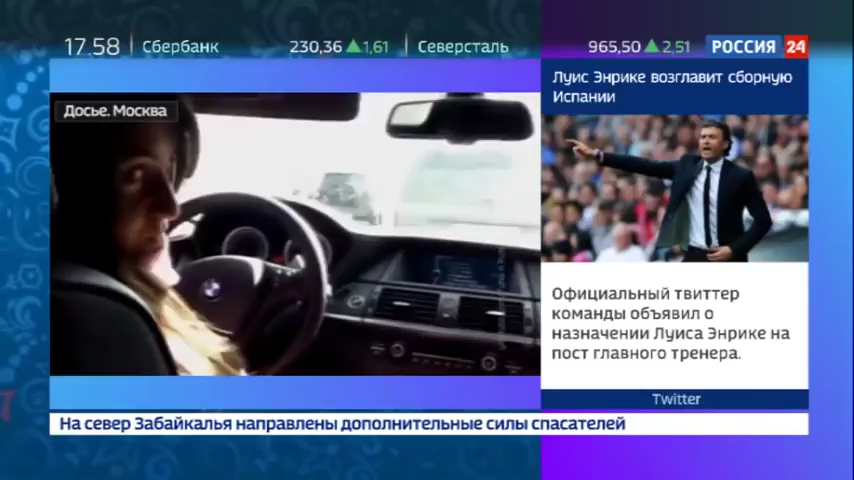 17.58 | Сбербанк 230,36 ▲1,61 | Северсталь 965,50 ▲2,51 РОССИЯ 24
Досье. Москва
Луис Энрике возглавит сборную
Испании
Официальный твиттер
команды объявил о
назначении Луиса Энрике на
пост главного тренера.
Twitter
На север Забайкалья направлены дополнительные силы спасателей